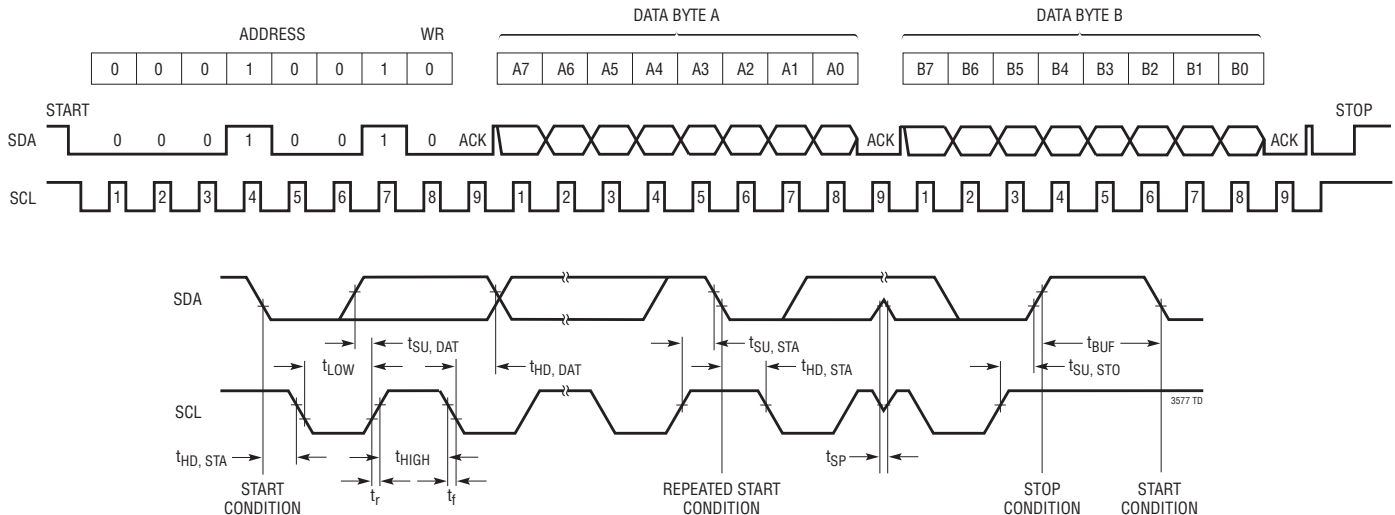 DATA BYTE A DATA BYTE B
ADDRESS WR
0 0 0 1 0 0 1 0 A7 A6 A5 A4 A3 A2 A1 A0 B7 B6 B5 B4 B3 B2 B1 B0
START STOP
SDA 0 0 0 1 0 0 1 0 ACK ACK ACK
SCL 1 2 3 4 5 6 7 8 9 1 2 3 4 5 6 7 8 9 1 2 3 4 5 6 7 8 9
SDA
tSU, DAT tSU, STA tBUF
tLOW tHD, DAT tHD, STA tSU, STO
SCL 3577 TD
tHD, STA tHIGH tSP
tr tf
START CONDITION
REPEATED START CONDITION
STOP CONDITION
START CONDITION